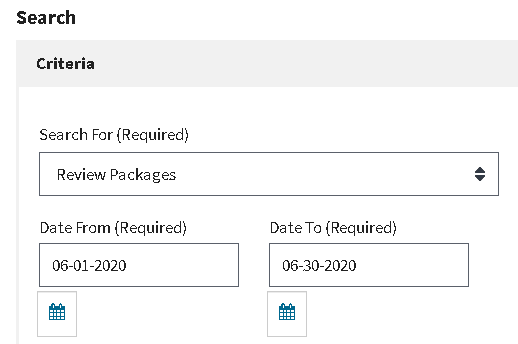 Search
Criteria
Search For (Required)
Review Packages
Date From (Required) Date To (Required)
06-01-2020 06-30-2020